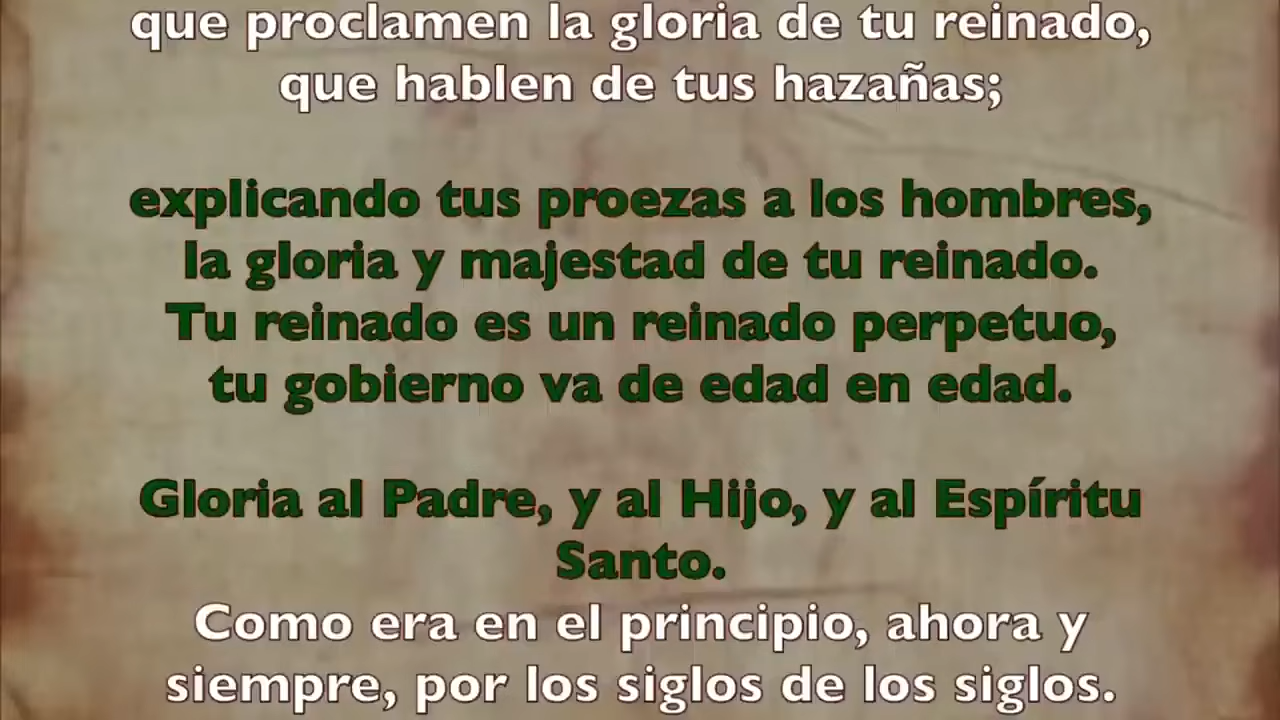 que proclamen la gloria de tu reinado,
que hablen de tus hazañas;
explicando tus proezas a los hombres,
la gloria y majestad de tu reinado.
Tu reinado es un reinado perpetuo,
tu gobierno va de edad en edad.
Gloria al Padre, y al Hijo, y al Espíritu
Santo.
Como era en el principio, ahora y
siempre, por los siglos de los siglos.